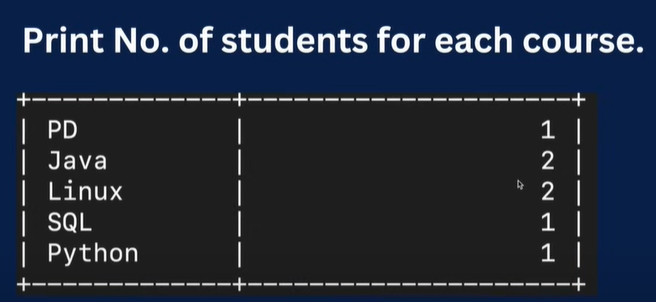 Print No. of students for each course.
+--------------+----------------------+
| PD | 1 |
| Java | 2 |
| Linux | 2 |
| SQL | 1 |
| Python | 1 |
+--------------+----------------------+